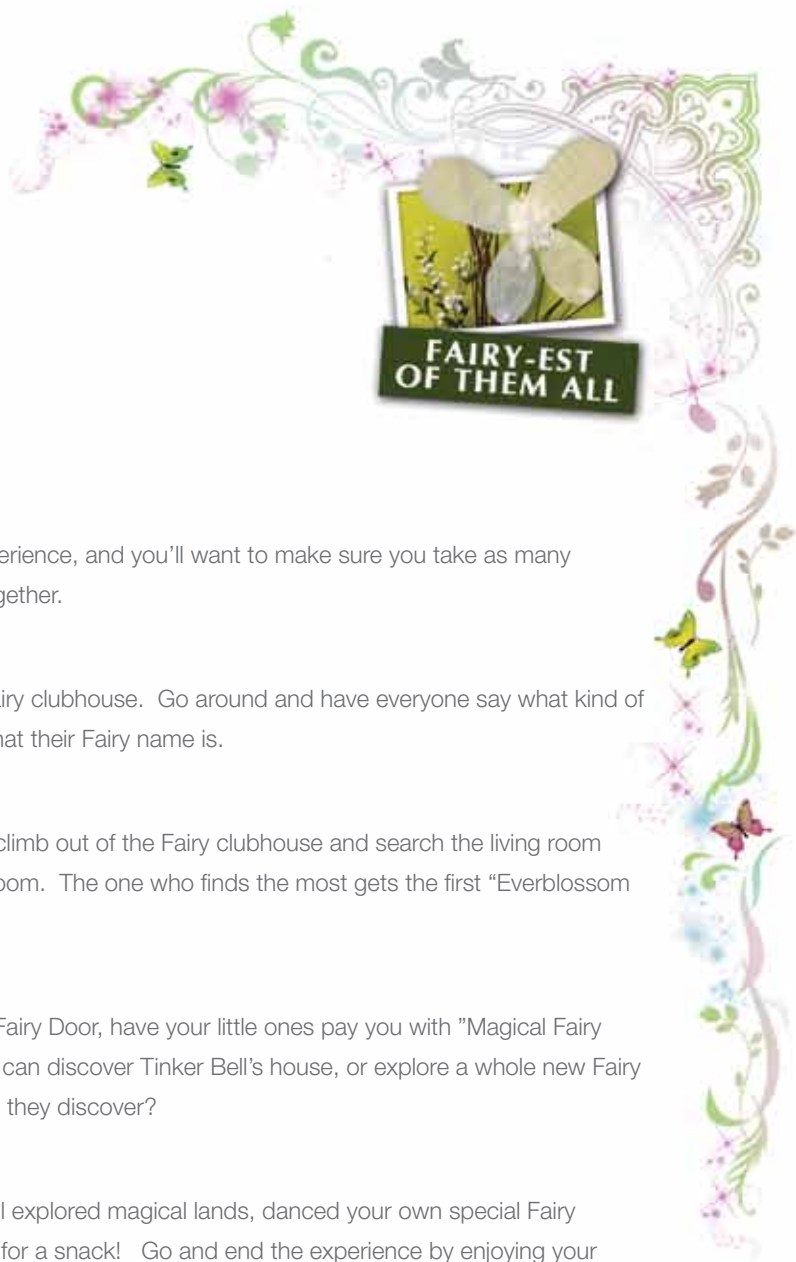 FAIRY-EST
OF THEM ALL
erience, and you'll want to make sure you take as many
gether.
iry clubhouse.  Go around and have everyone say what kind of
hat their Fairy name is.
climb out of the Fairy clubhouse and search the living room
oom.  The one who finds the most gets the first “Everblossom
Fairy Door, have your little ones pay you with ”Magical Fairy
can discover Tinker Bell's house, or explore a whole new Fairy
they discover?
l explored magical lands, danced your own special Fairy
for a snack!   Go and end the experience by enjoying your